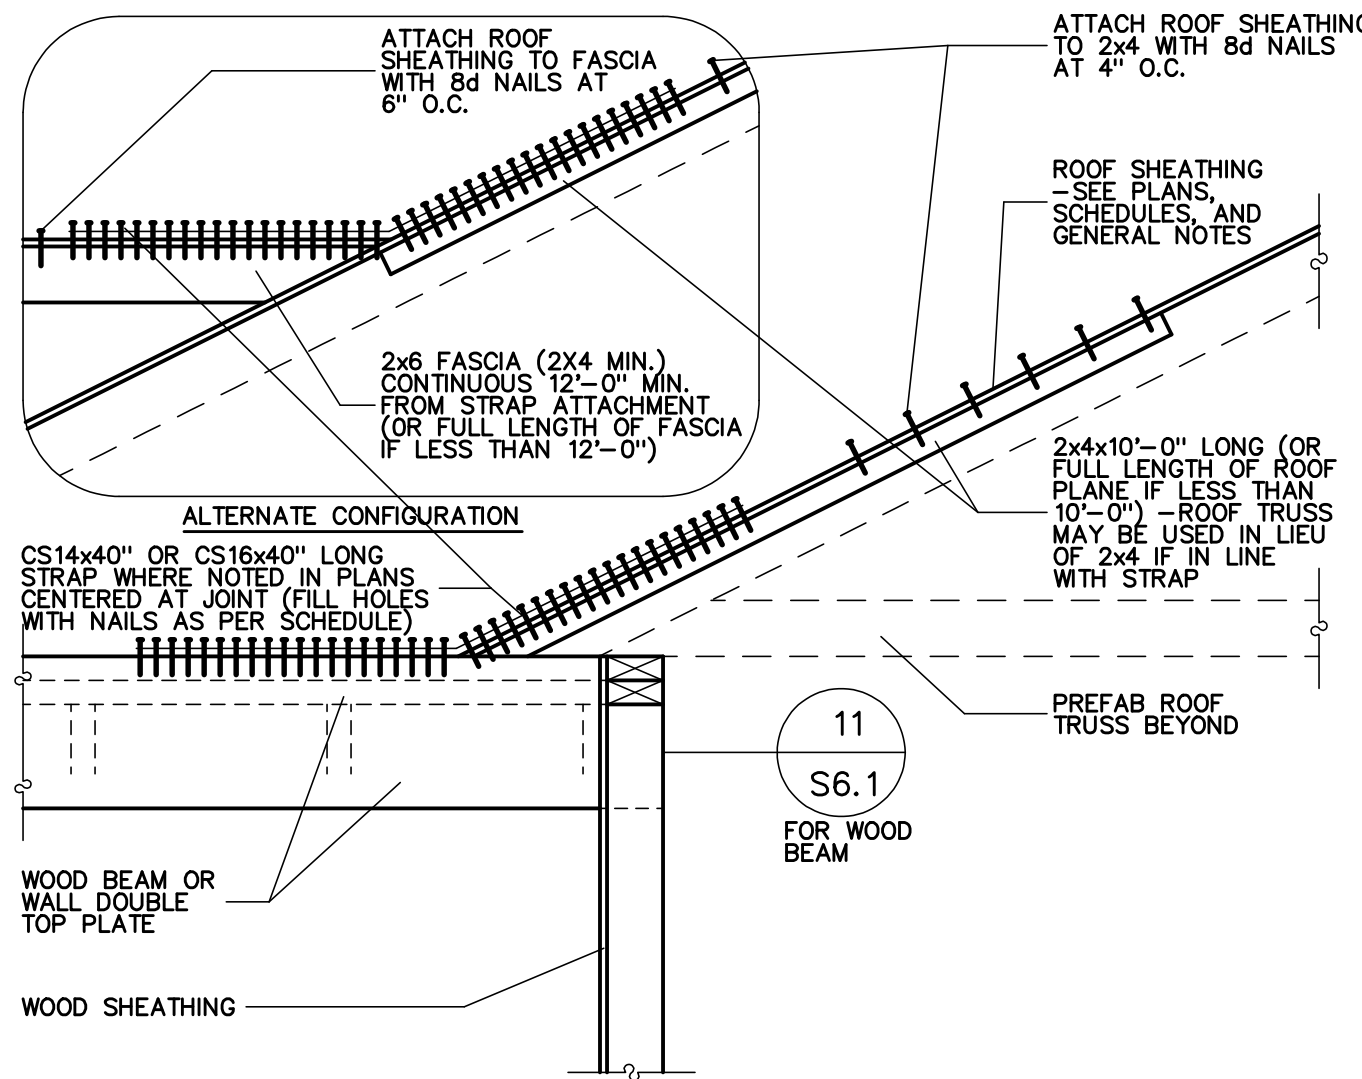 ATTACH ROOF
SHEATHING TO FASCIA
WITH 8d NAILS AT
6" O.C.
ATTACH ROOF SHEATHING
TO 2x4 WITH 8d NAILS
AT 4" O.C.
ROOF SHEATHING
-SEE PLANS,
SCHEDULES, AND
GENERAL NOTES
2x6 FASCIA (2X4 MIN.)
CONTINUOUS 12'-0" MIN.
FROM STRAP ATTACHMENT
(OR FULL LENGTH OF FASCIA
IF LESS THAN 12'-0")
2x4x10'-0" LONG (OR
FULL LENGTH OF ROOF
PLANE IF LESS THAN
10'-0") -ROOF TRUSS
MAY BE USED IN LIEU
OF 2x4 IF IN LINE
WITH STRAP
ALTERNATE CONFIGURATION
CS14x40" OR CS16x40" LONG
STRAP WHERE NOTED IN PLANS
CENTERED AT JOINT (FILL HOLES
WITH NAILS AS PER SCHEDULE)
PREFAB ROOF
TRUSS BEYOND
11
S6.1
FOR WOOD
BEAM
WOOD BEAM OR
WALL DOUBLE
TOP PLATE
WOOD SHEATHING